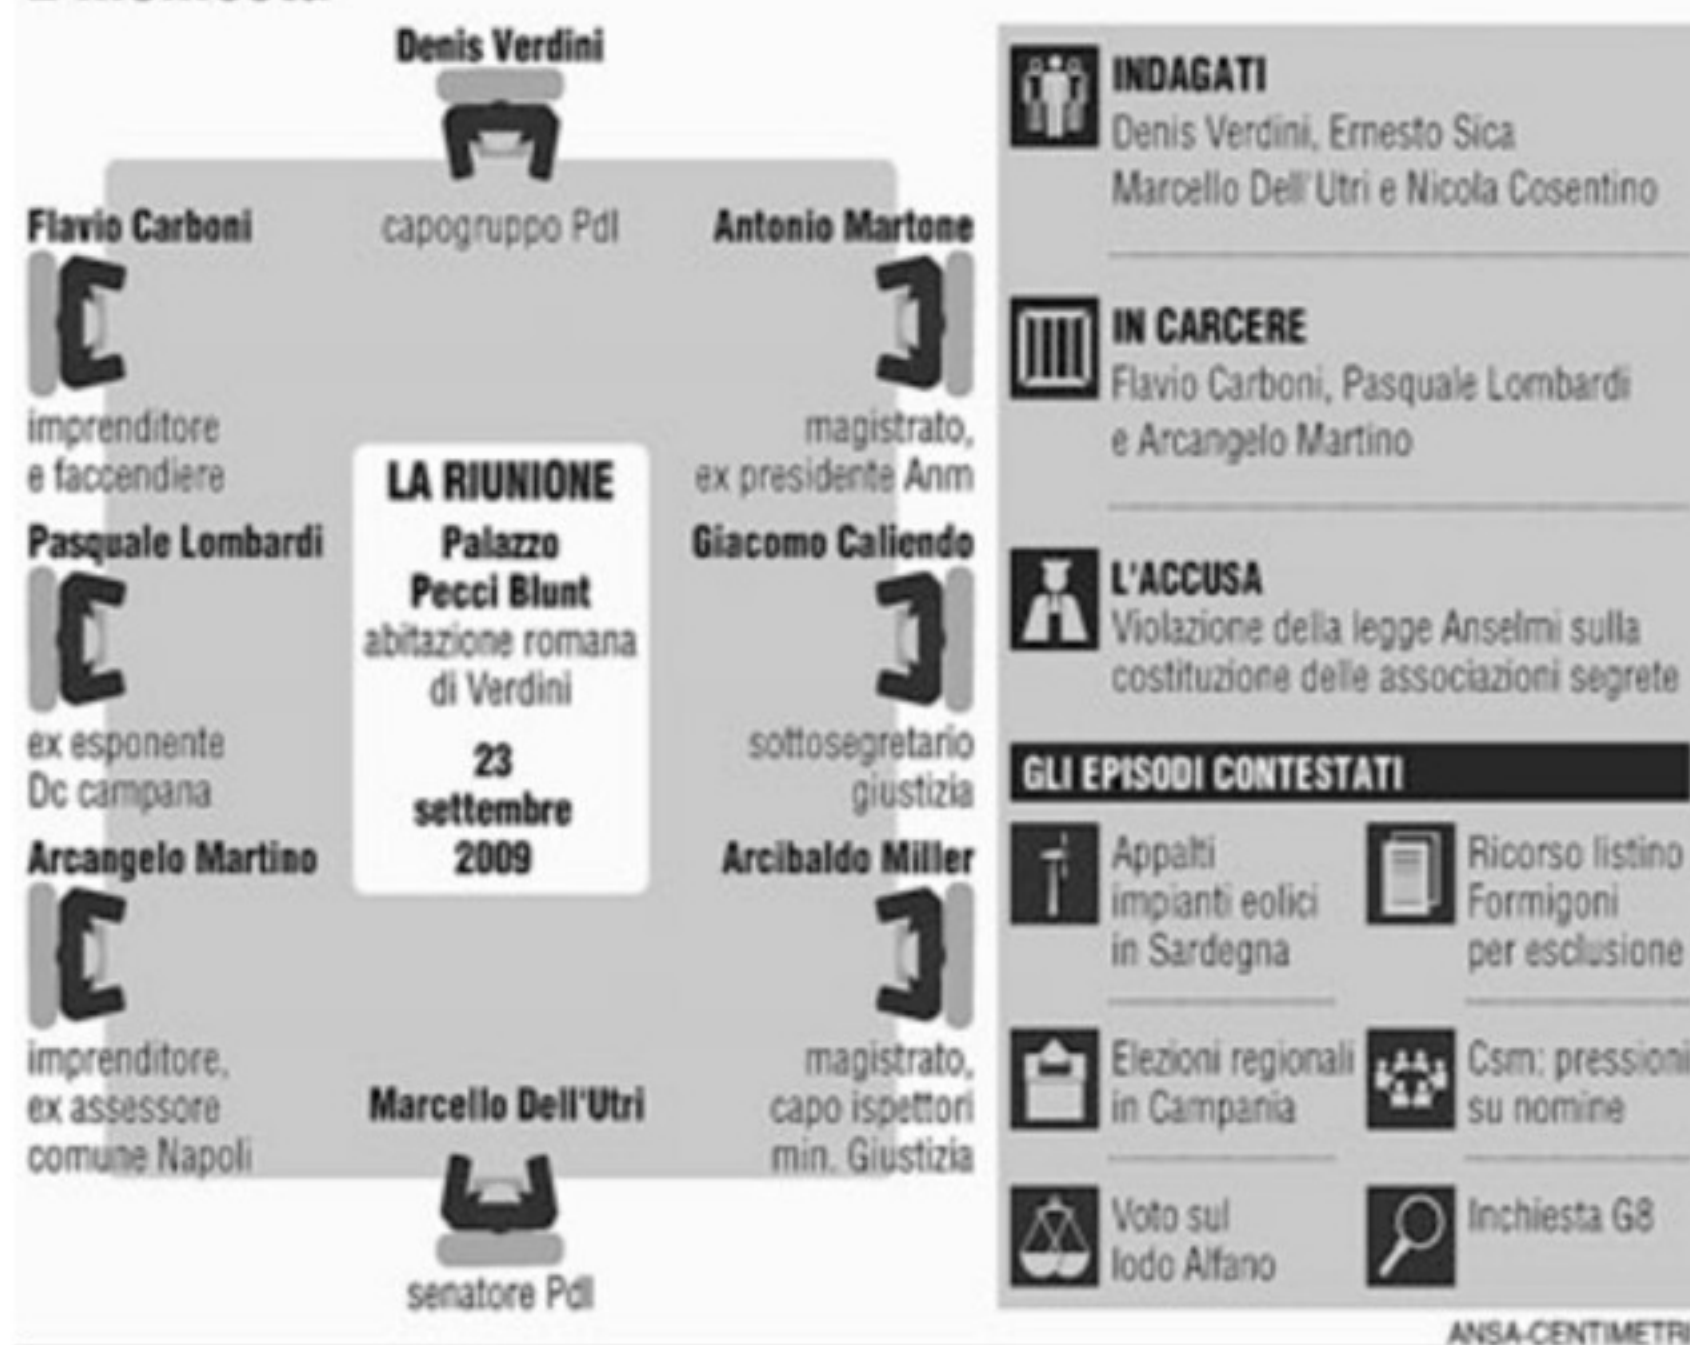 Denis Verdini
capogruppo Pdl
Flavio Carboni
imprenditore
e faccendiere
Pasquale Lombardi
ex esponente
Dc campana
Arcangelo Martino
imprenditore,
ex assessore
comune Napoli
LA RIUNIONE
Palazzo
Pecci Blunt
abitazione romana
di Verdini
23
settembre
2009
Antonio Martone
magistrato,
ex presidente Anm
Giacomo Caliendo
sottosegretario
giustizia
Arcibaldo Miller
magistrato,
capo ispettori
min. Giustizia
Marcello Dell'Utri
senatore Pdl
INDAGATI
Denis Verdini, Ernesto Sica
Marcello Dell'Utri e Nicola Cosentino
IN CARCERE
Flavio Carboni, Pasquale Lombardi
e Arcangelo Martino
L'ACCUSA
Violazione della legge Anselmi sulla
costituzione delle associazioni segrete
GLI EPISODI CONTESTATI
Appalti
impianti eolici
in Sardegna
Ricorso listino
Formigoni
per esclusione
Elezioni regionali
in Campania
Csm: pressioni
su nomine
Voto sul
lodo Alfano
Inchiesta G8
ANSA-CENTIMETRI